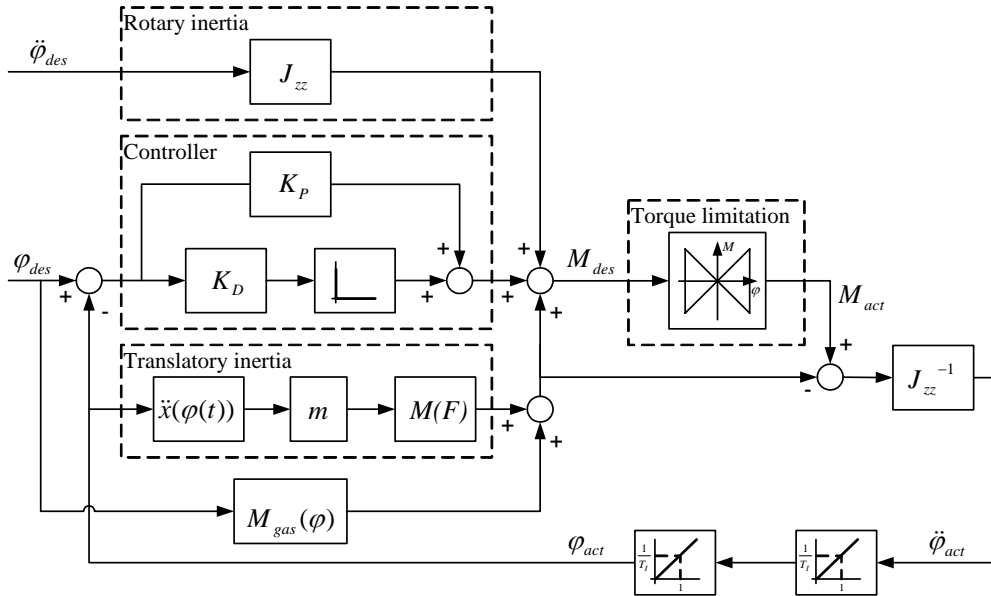 Rotary inertia
φ̈des
Jzz
+
Controller
KP
+
Torque limitation
M
φ
φdes
+
-
KD
+
+
+
Mdes
Mact
+
-
Jzz⁻¹
Translatory inertia
ẍ(φ(t))
m
M(F)
+
+
Mgas(φ)
φact
1/TI
1
1/TI
1
φ̈act